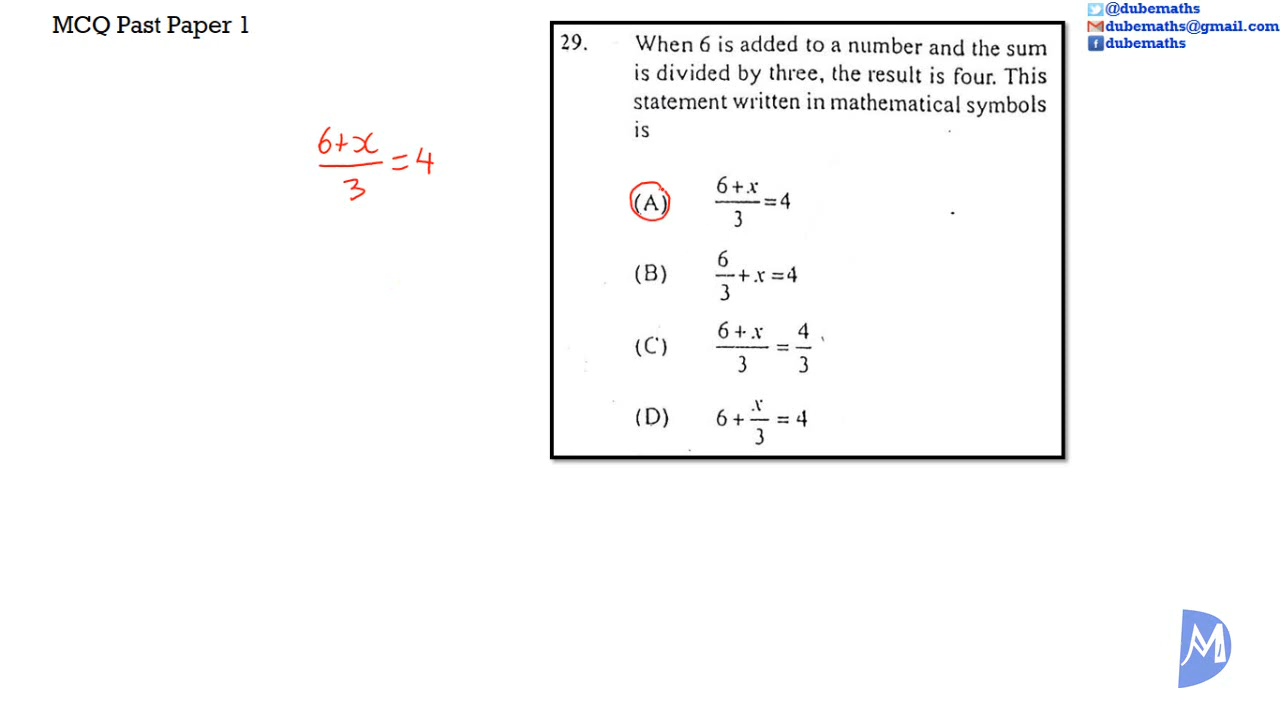 MCQ Past Paper 1
@dubemaths
dubemaths@gmail.com
dubemaths
6+x
3
=4
29. When 6 is added to a number and the sum
is divided by three, the result is four. This
statement written in mathematical symbols
is
(A) 6+x
3
=4
(B) 6
3
+x=4
(C) 6+x
3
= 4
3
(D) 6+ x
3
= 4
M